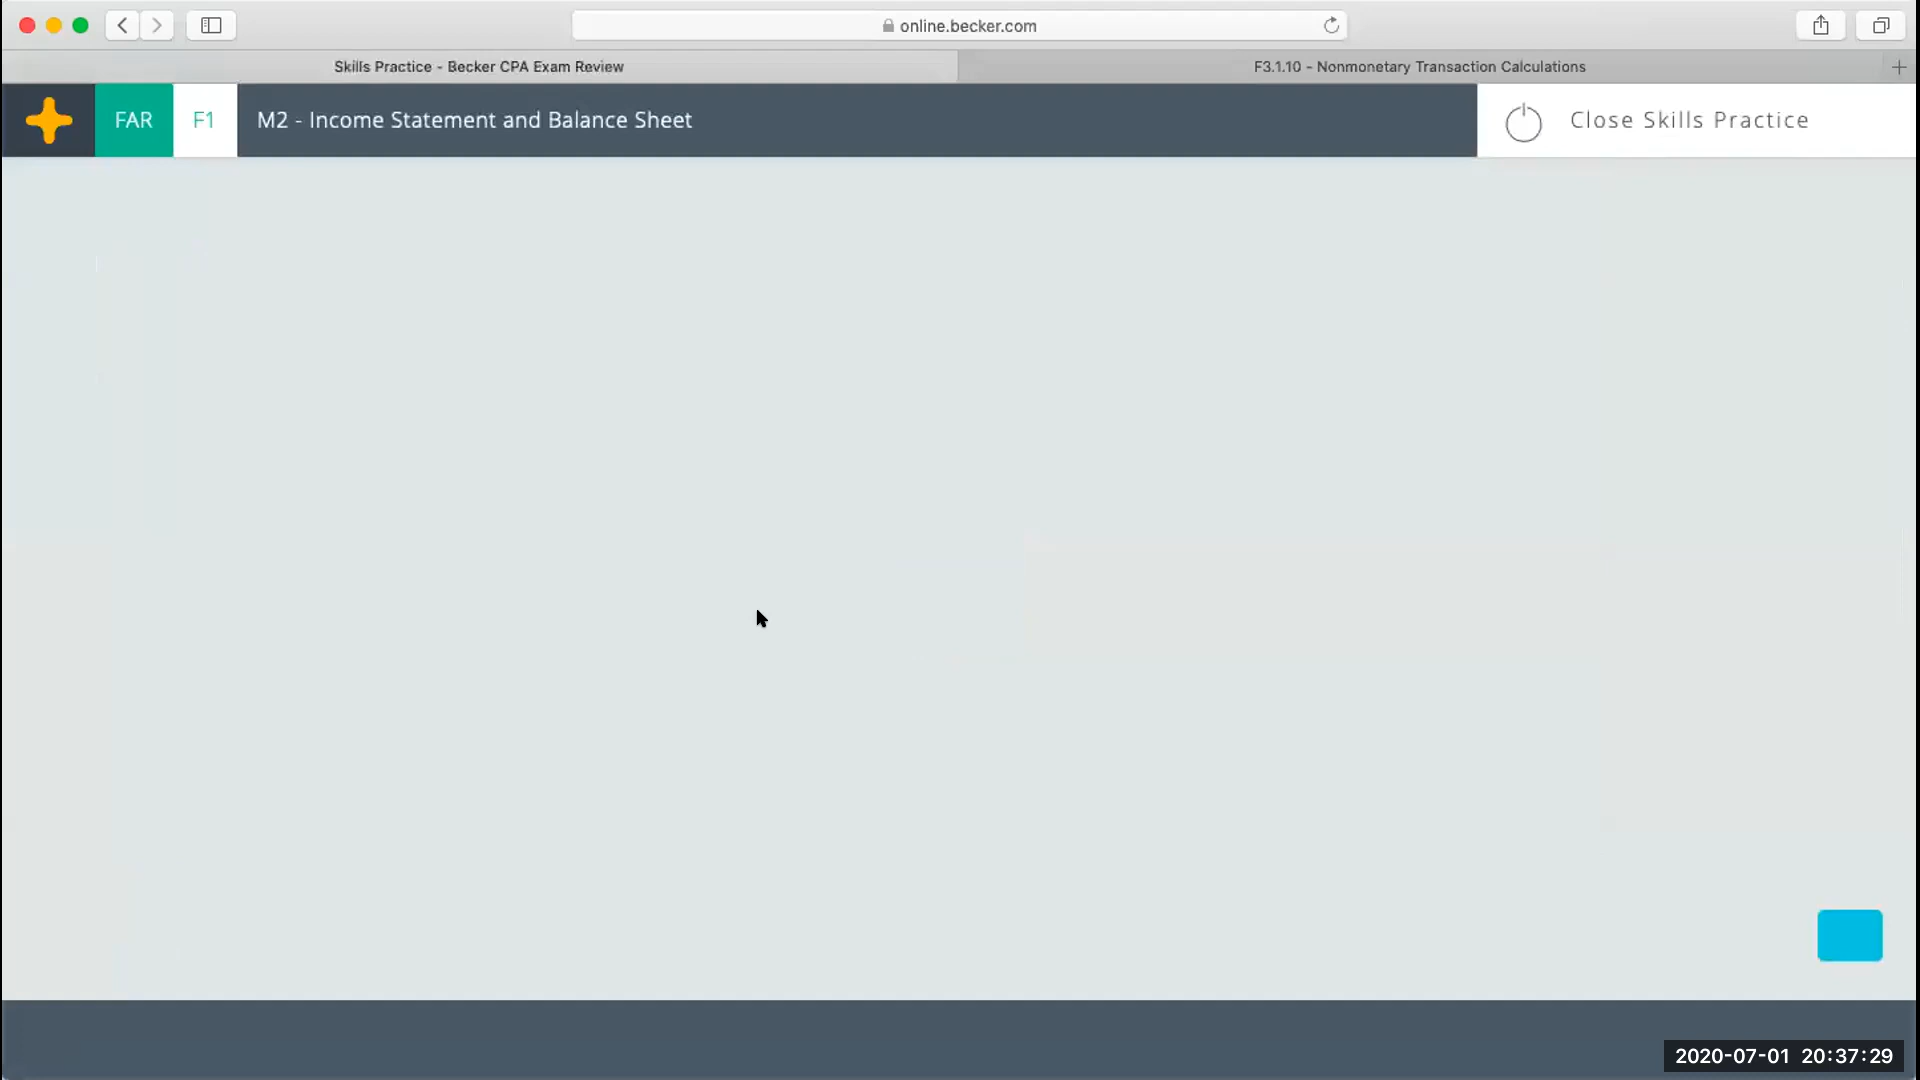 online.becker.com
Skills Practice - Becker CPA Exam Review
F3.1.10 - Nonmonetary Transaction Calculations
FAR
F1
M2 - Income Statement and Balance Sheet
Close Skills Practice
2020-07-01 20:37:29